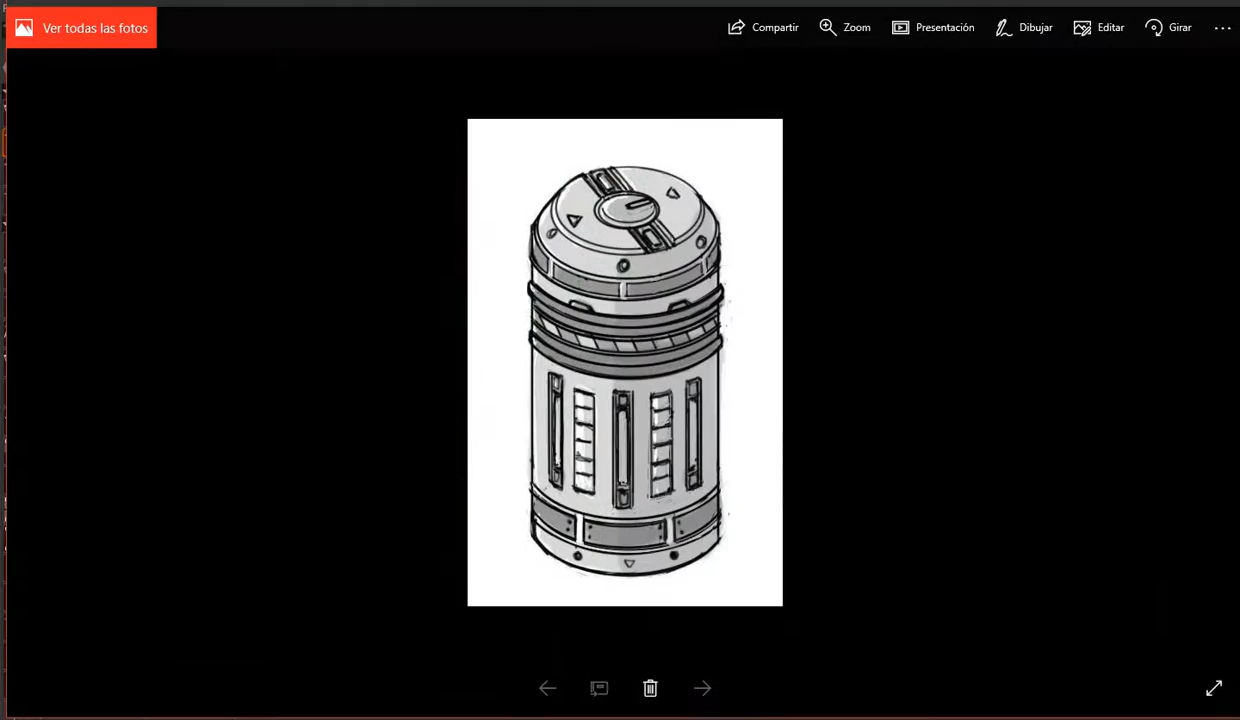 Ver todas las fotos
Compartir
Zoom
Presentación
Dibujar
Editar
Girar